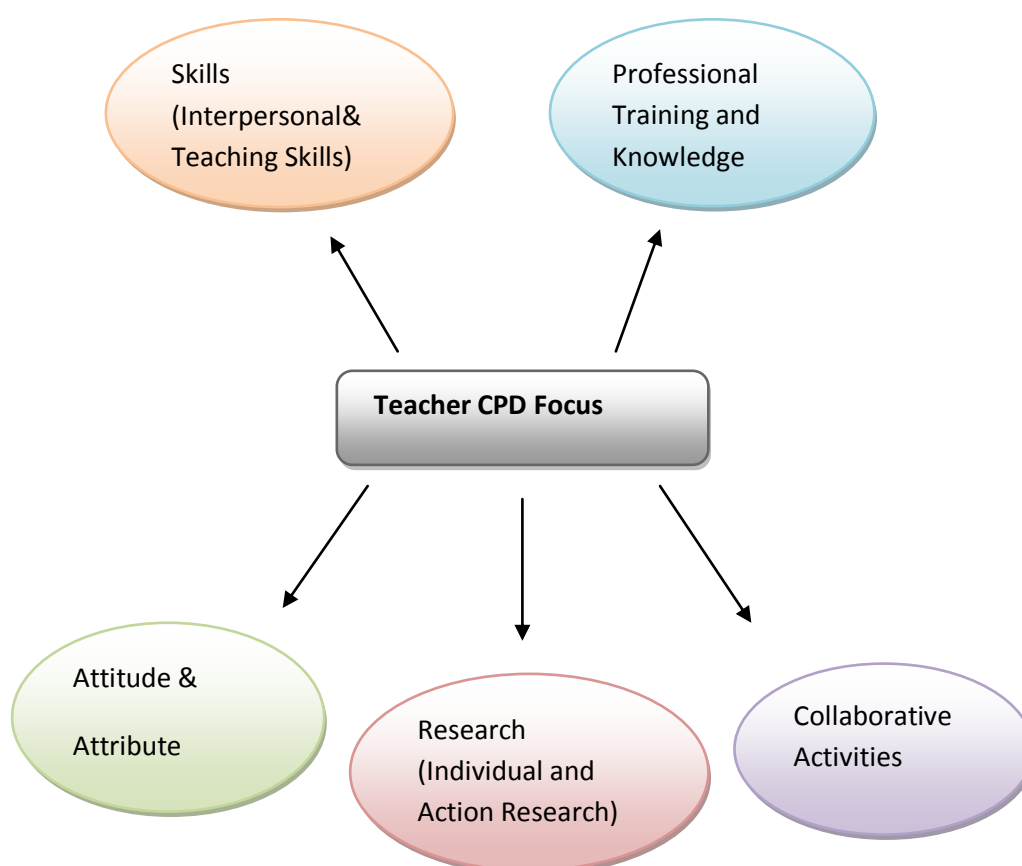 Skills
(Interpersonal&
Teaching Skills)
Professional
Training and
Knowledge
Teacher CPD Focus
Attitude &
Attribute
Research
(Individual and
Action Research)
Collaborative
Activities